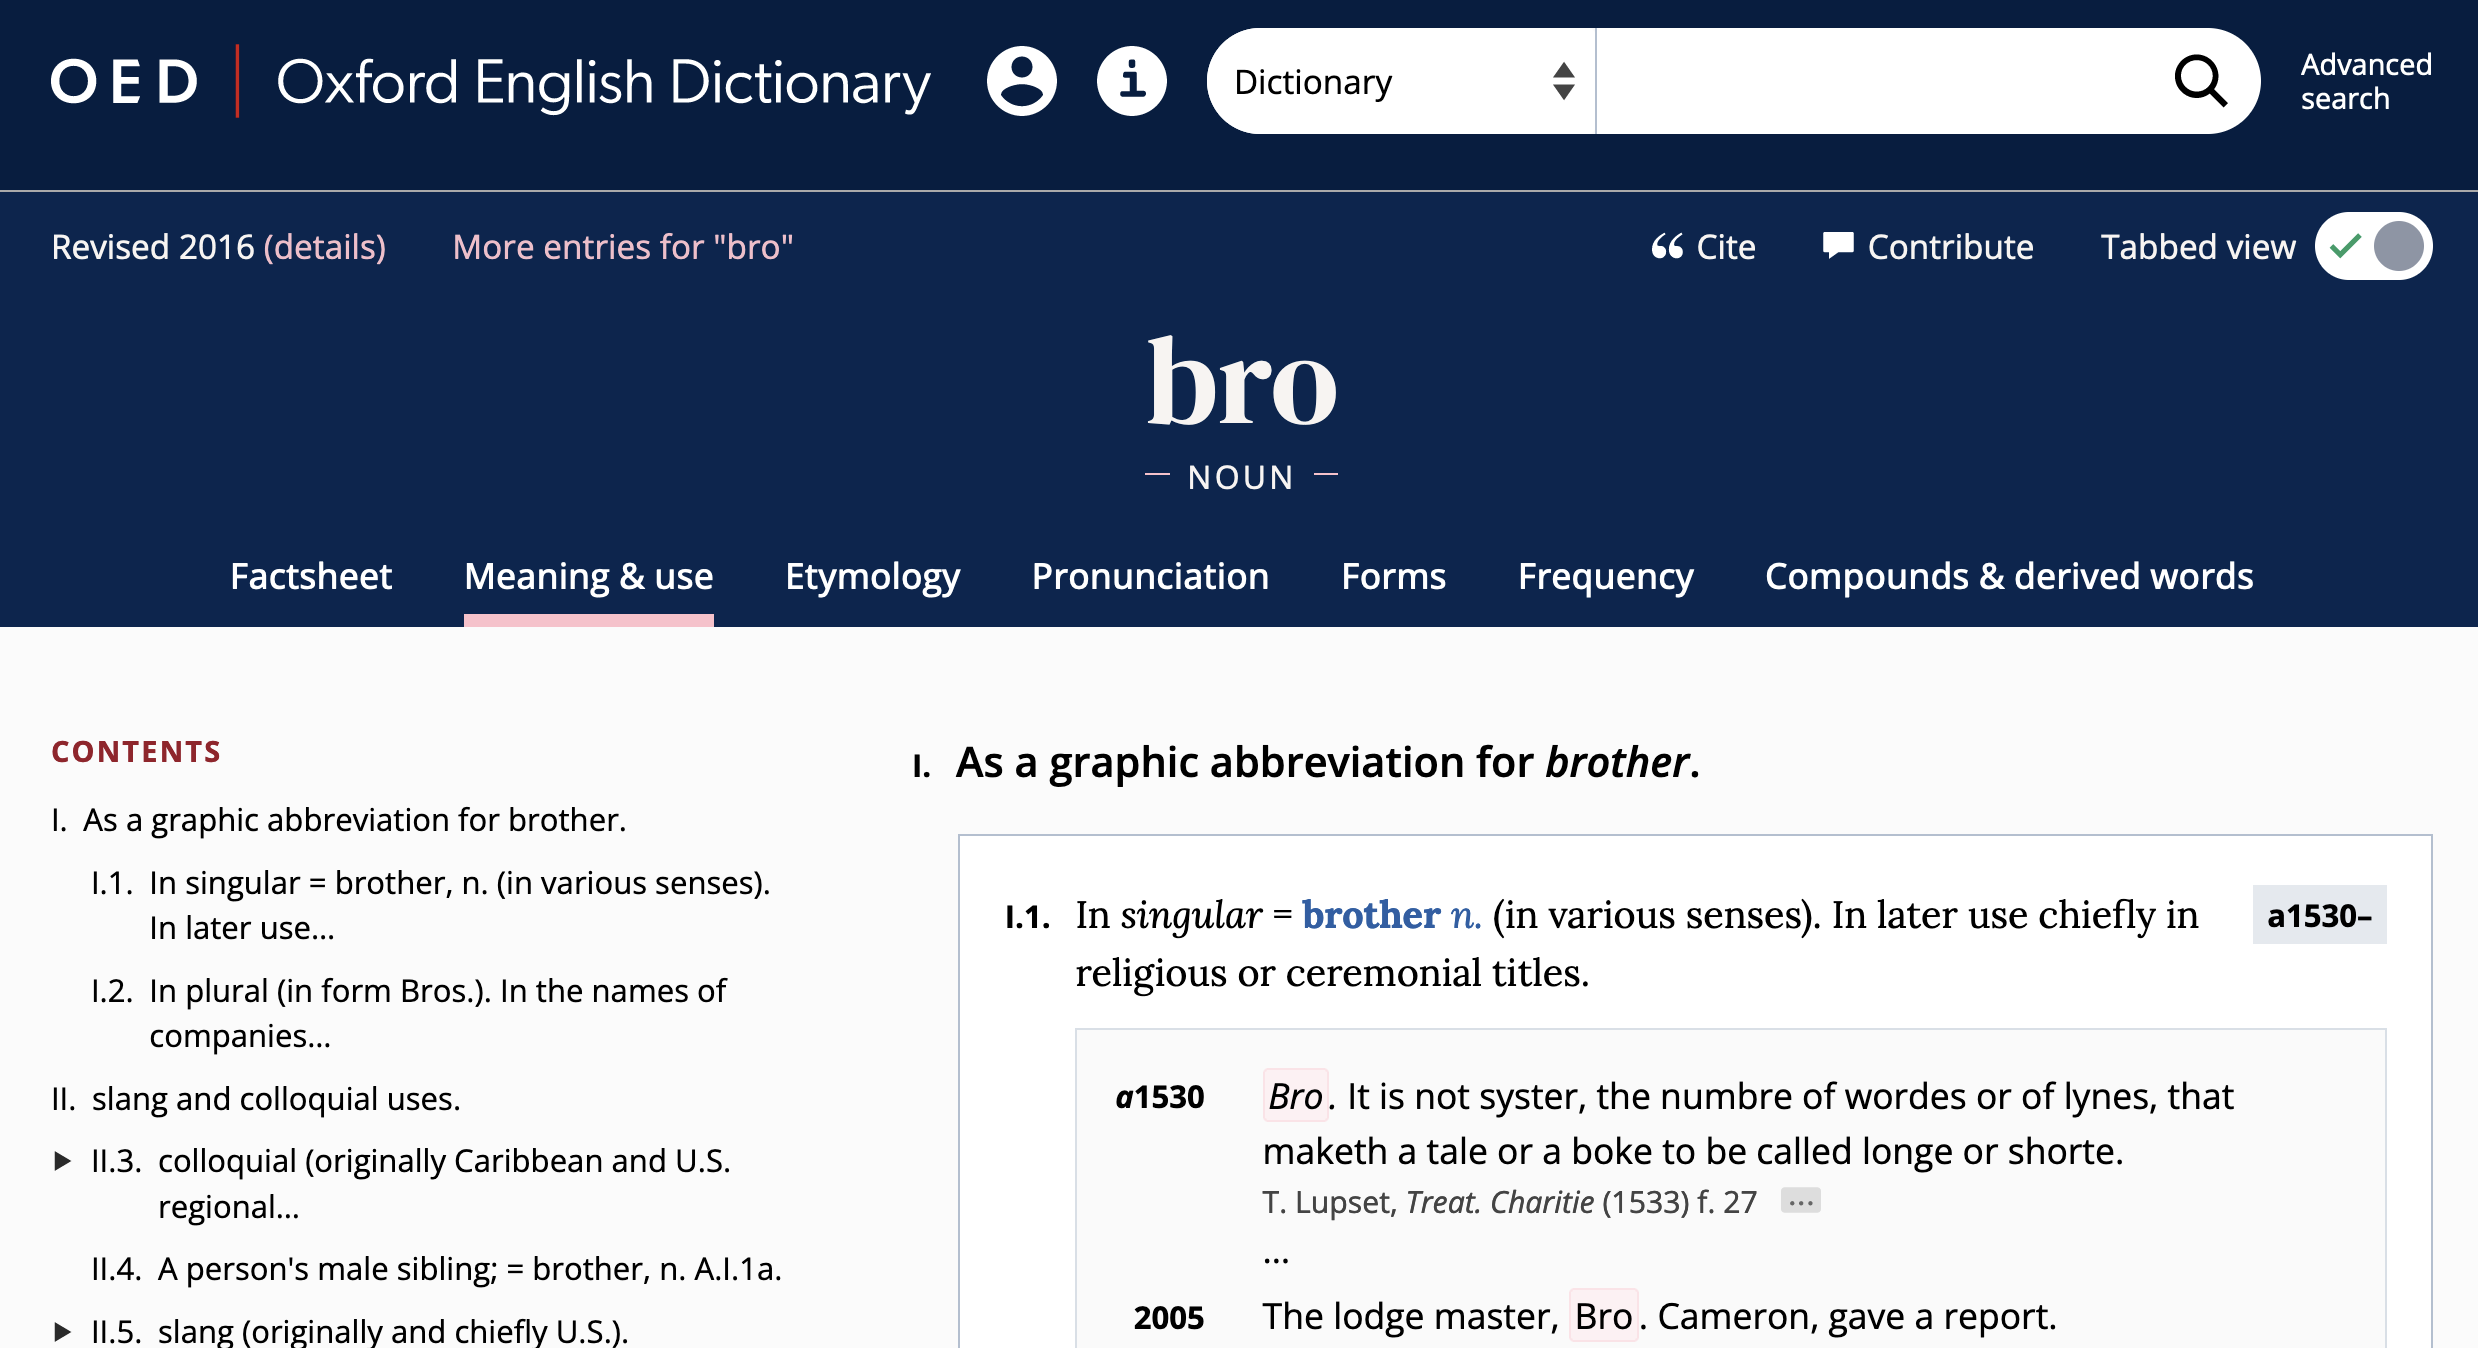 OED | Oxford English Dictionary
Dictionary
Advanced
search
Revised 2016 (details) More entries for "bro"
Cite Contribute Tabbed view
bro
— NOUN —
Factsheet Meaning & use Etymology Pronunciation Forms Frequency Compounds & derived words
CONTENTS
I. As a graphic abbreviation for brother.
I.1. In singular = brother, n. (in various senses).
In later use...
I.2. In plural (in form Bros.). In the names of
companies...
II. slang and colloquial uses.
II.3. colloquial (originally Caribbean and U.S.
regional...
II.4. A person's male sibling; = brother, n. A.I.1a.
II.5. slang (originally and chiefly U.S.).
I. As a graphic abbreviation for brother.
I.1. In singular = brother n. (in various senses). In later use chiefly in a1530–
religious or ceremonial titles.
a1530 Bro. It is not syster, the numbre of wordes or of lynes, that
maketh a tale or a boke to be called longe or shorte.
T. Lupset, Treat. Charitie (1533) f. 27 ...
...
2005 The lodge master, Bro. Cameron, gave a report.